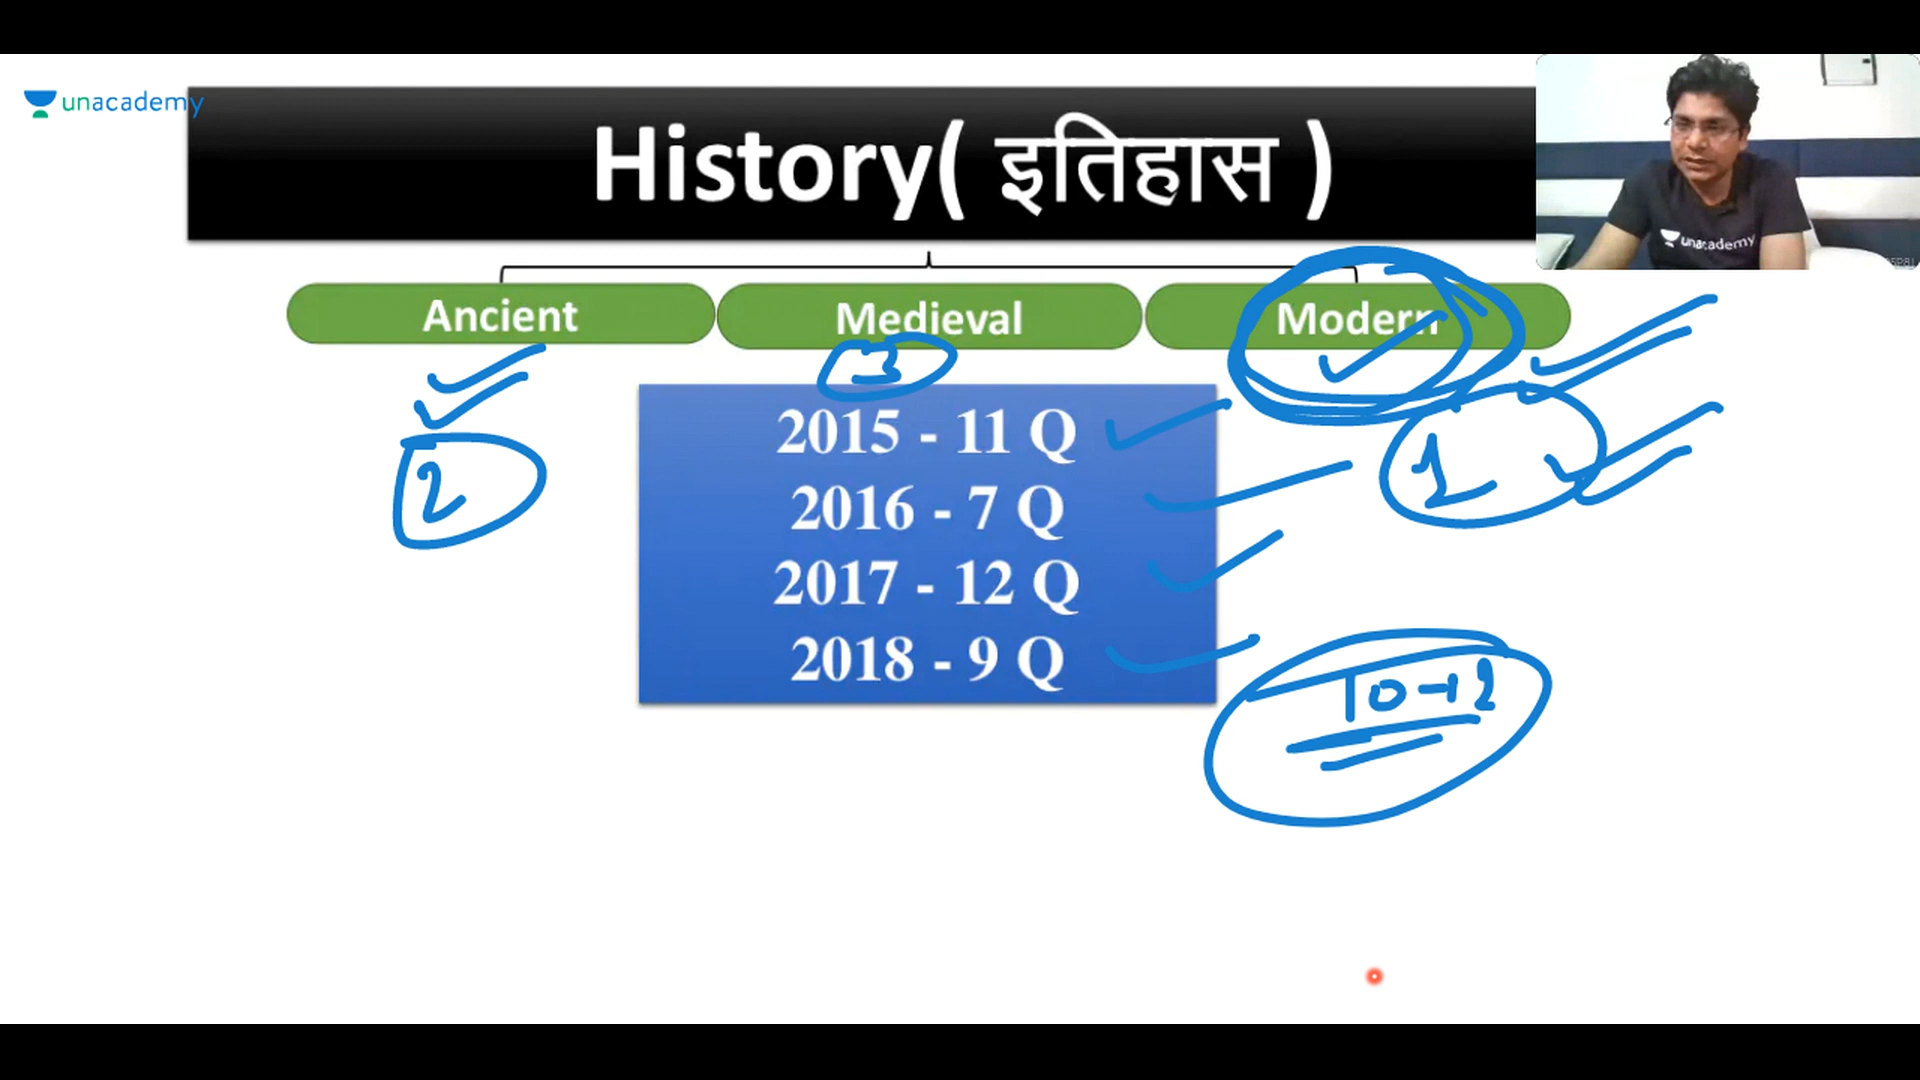 unacademy
History( इतिहास )
unacademy
Ancient
Medieval
Modern
3
2015 - 11 Q
2016 - 7 Q
2017 - 12 Q
2018 - 9 Q
2
1
10-12